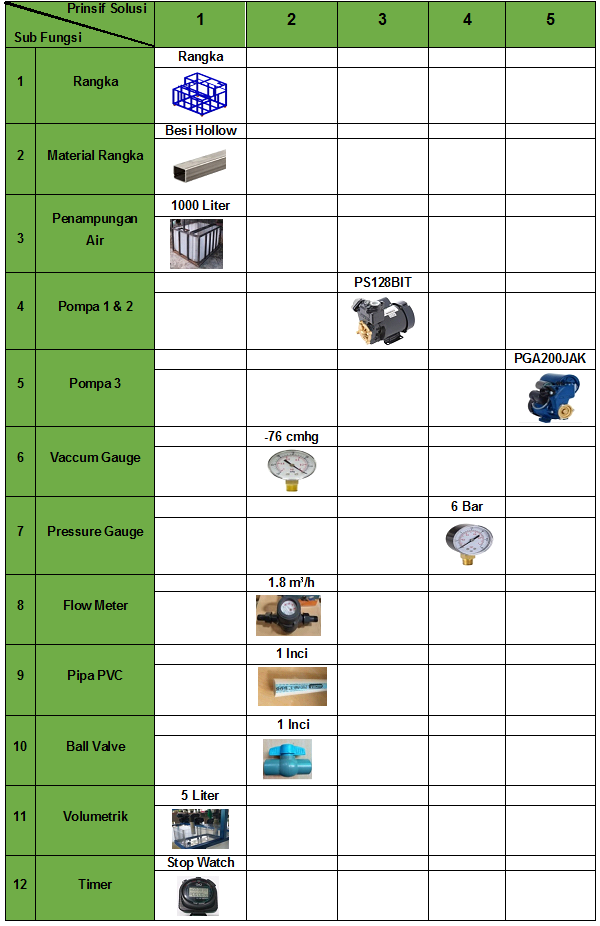 Prinsif Solusi
Sub Fungsi
1 2 3 4 5
1 Rangka
Rangka
2 Material Rangka
Besi Hollow
3 Penampungan
Air
1000 Liter
4 Pompa 1 & 2
PS128BIT
5 Pompa 3
PGA200JAK
6 Vaccum Gauge
-76 cmhg
7 Pressure Gauge
6 Bar
8 Flow Meter
1.8 m³/h
9 Pipa PVC
1 Inci
10 Ball Valve
1 Inci
11 Volumetrik
5 Liter
12 Timer
Stop Watch